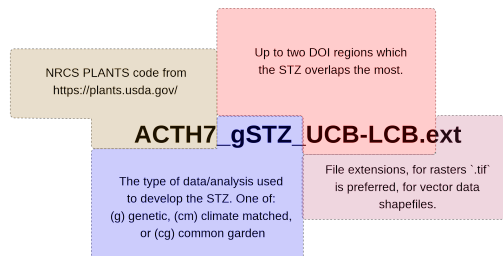 Up to two DOI regions which
the STZ overlaps the most.
NRCS PLANTS code from
https://plants.usda.gov/
ACTH7_gSTZ_UCB-LCB.ext
The type of data/analysis used
to develop the STZ. One of:
(g) genetic, (cm) climate matched,
or (cg) common garden
File extensions, for rasters `.tif`
is preferred, for vector data
shapefiles.